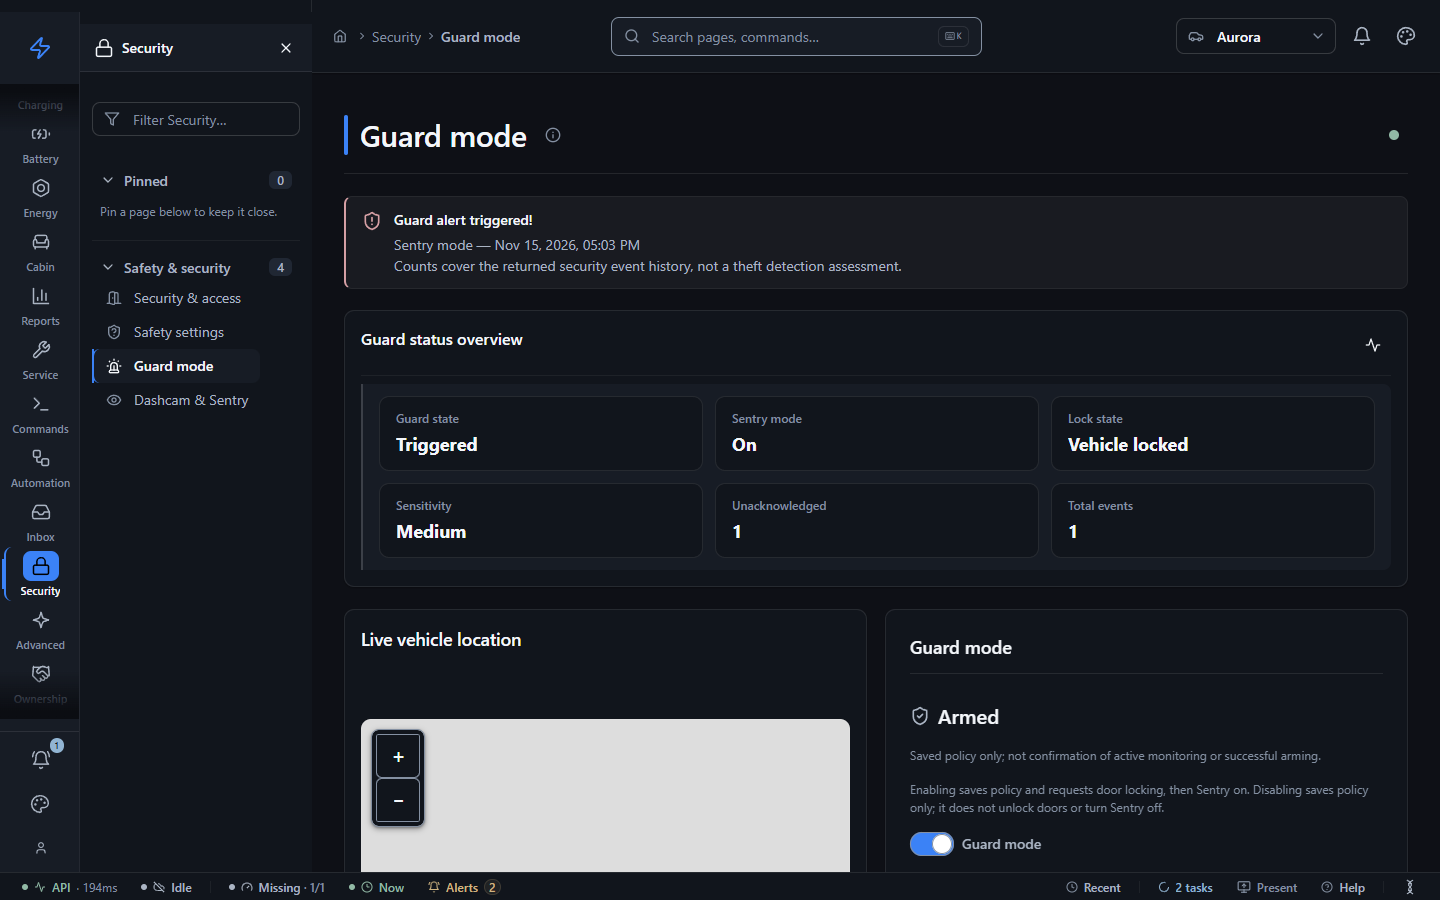 Security
Security
Guard mode
Search pages, commands...
K
Aurora
Charging
Battery
Energy
Cabin
Reports
Service
Commands
Automation
Inbox
Security
Advanced
Ownership
1
Filter Security...
Pinned
0
Pin a page below to keep it close.
Safety & security
4
Security & access
Safety settings
Guard mode
Dashcam & Sentry
Guard mode
Guard alert triggered!
Sentry mode — Nov 15, 2026, 05:03 PM
Counts cover the returned security event history, not a theft detection assessment.
Guard status overview
Guard state
Triggered
Sentry mode
On
Lock state
Vehicle locked
Sensitivity
Medium
Unacknowledged
1
Total events
1
Live vehicle location
+
−
Guard mode
Armed
Saved policy only; not confirmation of active monitoring or successful arming.
Enabling saves policy and requests door locking, then Sentry on. Disabling saves policy
only; it does not unlock doors or turn Sentry off.
Guard mode
API · 194ms
Idle
Missing · 1/1
Now
Alerts 2
Recent
2 tasks
Present
Help